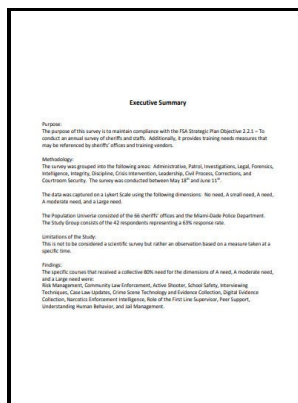 Executive Summary
Purpose:
The purpose of this survey is to maintain compliance with the FSA Strategic Plan Objective 2.2.1 – To
conduct an annual survey of sheriffs and staffs. Additionally, it provides training needs measures that
may be referenced by sheriffs' offices and training vendors.
Methodology:
The survey was grouped into the following areas: Administrative, Patrol, Investigations, Legal, Forensics,
Intelligence, Integrity, Discipline, Crisis Intervention, Leadership, Civil Process, Corrections, and
Courtroom Security. The survey was conducted between May 18th and June 11th.
The data was captured on a Lykert Scale using the following dimensions: No need, A small need, A need,
A moderate need, and a Large need.
The Population Universe consisted of the 66 sheriffs' offices and the Miami-Dade Police Department.
The Study Group consists of the 42 respondents representing a 63% response rate.
Limitations of the Study:
This is not to be considered a scientific survey but rather an observation based on a measure taken at a
specific time.
Findings:
The specific courses that received a collective 80% need for the dimensions of A need, A moderate need,
and a Large need were:
Risk Management, Community Law Enforcement, Active Shooter, School Safety, Interviewing
Techniques, Case Law Updates, Crime Scene Technology and Evidence Collection, Digital Evidence
Collection, Narcotics Enforcement Intelligence, Role of the First Line Supervisor, Peer Support,
Understanding Human Behavior, and Jail Management.